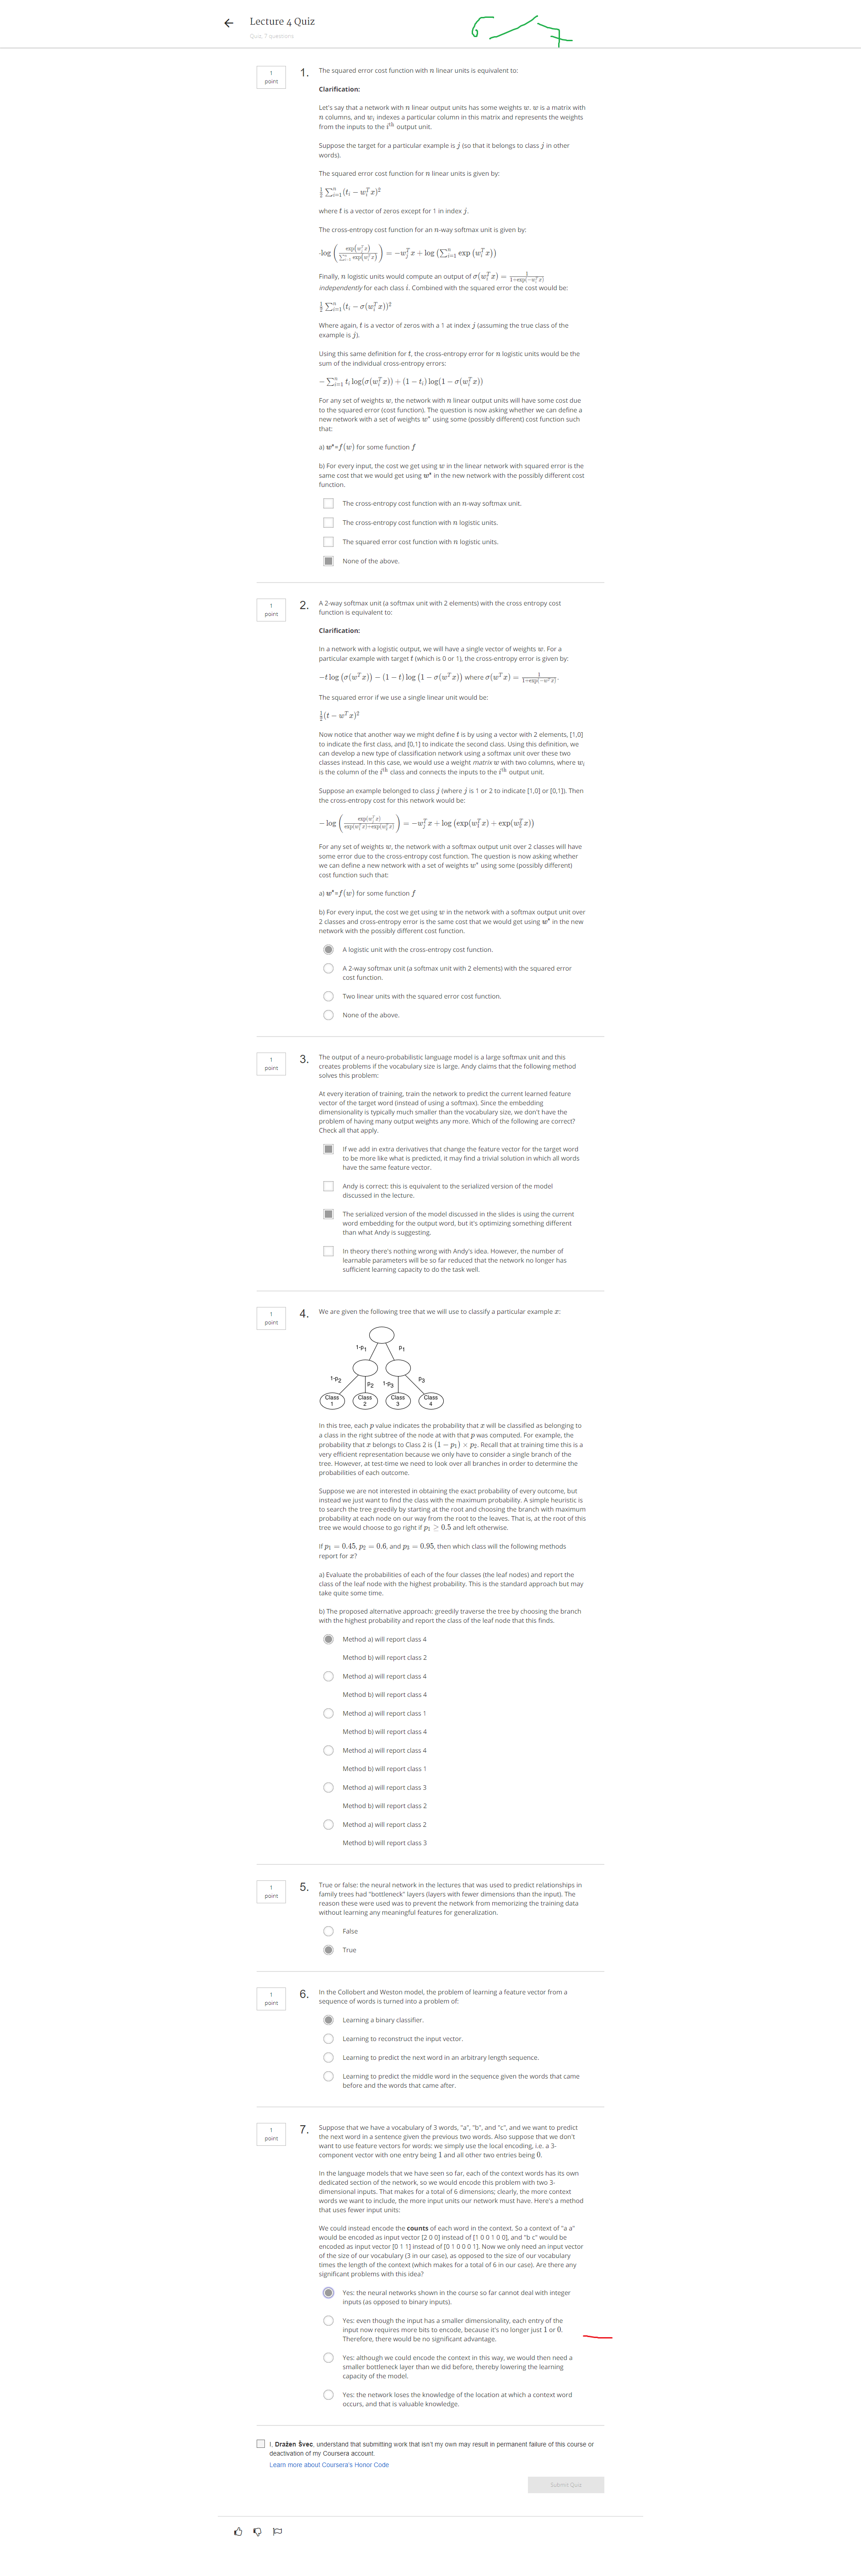 Lecture 4 Quiz
Quiz, 7 questions
6/7
1
point
1.
The squared error cost function with n linear units is equivalent to:
Clarification:
Let's say that a network with n linear output units has some weights w. w is a matrix with
n columns, and w_i indexes a particular column in this matrix and represents the weights
from the inputs to the i^th output unit.
Suppose the target for a particular example is j (so that it belongs to class j in other
words).
The squared error cost function for n linear units is given by:
½ ∑_{i=1}^n (t_i − w_i^T x)^2
where t is a vector of zeros except for 1 in index j.
The cross-entropy cost function for an n-way softmax unit is given by:
-log ( exp(w_j^T x) / ∑_{i=1}^n exp(w_i^T x) ) = −w_j^T x + log (∑_{i=1}^n exp (w_i^T x))
Finally, n logistic units would compute an output of σ(w_i^T x) = 1 / 1+exp(−w_i^T x)
independently for each class i. Combined with the squared error the cost would be:
½ ∑_{i=1}^n (t_i − σ(w_i^T x))^2
Where again, t is a vector of zeros with a 1 at index j (assuming the true class of the
example is j).
Using this same definition for t, the cross-entropy error for n logistic units would be the
sum of the individual cross-entropy errors:
− ∑_{i=1}^n t_i log(σ(w_i^T x)) + (1 − t_i) log(1 − σ(w_i^T x))
For any set of weights w, the network with n linear output units will have some cost due
to the squared error (cost function). The question is now asking whether we can define a
new network with a set of weights w* using some (possibly different) cost function such
that:
a) w*=f(w) for some function f
b) For every input, the cost we get using w in the linear network with squared error is the
same cost that we would get using w* in the new network with the possibly different cost
function.
The cross-entropy cost function with an n-way softmax unit.
The cross-entropy cost function with n logistic units.
The squared error cost function with n logistic units.
None of the above.
1
point
2.
A 2-way softmax unit (a softmax unit with 2 elements) with the cross entropy cost
function is equivalent to:
Clarification:
In a network with a logistic output, we will have a single vector of weights w. For a
particular example with target t (which is 0 or 1), the cross-entropy error is given by:
−t log (σ(w^T x)) − (1 − t) log (1 − σ(w^T x)) where σ(w^T x) = 1 / 1+exp(−w^T x).
The squared error if we use a single linear unit would be:
½(t − w^T x)^2
Now notice that another way we might define t is by using a vector with 2 elements, [1,0]
to indicate the first class, and [0,1] to indicate the second class. Using this definition, we
can develop a new type of classification network using a softmax unit over these two
classes instead. In this case, we would use a weight matrix w with two columns, where w_i
is the column of the i^th class and connects the inputs to the i^th output unit.
Suppose an example belonged to class j (where j is 1 or 2 to indicate [1,0] or [0,1]). Then
the cross-entropy cost for this network would be:
− log ( exp(w_j^T x) / exp(w_1^T x)+exp(w_2^T x) ) = −w_j^T x + log (exp(w_1^T x) + exp(w_2^T x))
For any set of weights w, the network with a softmax output unit over 2 classes will have
some error due to the cross-entropy cost function. The question is now asking whether
we can define a new network with a set of weights w* using some (possibly different)
cost function such that:
a) w*=f(w) for some function f
b) For every input, the cost we get using w in the network with a softmax output unit over
2 classes and cross-entropy error is the same cost that we would get using w* in the new
network with the possibly different cost function.
A logistic unit with the cross-entropy cost function.
A 2-way softmax unit (a softmax unit with 2 elements) with the squared error
cost function.
Two linear units with the squared error cost function.
None of the above.
1
point
3.
The output of a neuro-probabilistic language model is a large softmax unit and this
creates problems if the vocabulary size is large. Andy claims that the following method
solves this problem:
At every iteration of training, train the network to predict the current learned feature
vector of the target word (instead of using a softmax). Since the embedding
dimensionality is typically much smaller than the vocabulary size, we don't have the
problem of having many output weights any more. Which of the following are correct?
Check all that apply.
If we add in extra derivatives that change the feature vector for the target word
to be more like what is predicted, it may find a trivial solution in which all words
have the same feature vector.
Andy is correct: this is equivalent to the serialized version of the model
discussed in the lecture.
The serialized version of the model discussed in the slides is using the current
word embedding for the output word, but it's optimizing something different
than what Andy is suggesting.
In theory there's nothing wrong with Andy's idea. However, the number of
learnable parameters will be so far reduced that the network no longer has
sufficient learning capacity to do the task well.
1
point
4.
We are given the following tree that we will use to classify a particular example x:
1-p1 p1
1-p2 p2 1-p3 p3
Class 1 Class 2 Class 3 Class 4
In this tree, each p value indicates the probability that x will be classified as belonging to
a class in the right subtree of the node at with that p was computed. For example, the
probability that x belongs to Class 2 is (1 − p_1) × p_2. Recall that at training time this is a
very efficient representation because we only have to consider a single branch of the
tree. However, at test-time we need to look over all branches in order to determine the
probabilities of each outcome.
Suppose we are not interested in obtaining the exact probability of every outcome, but
instead we just want to find the class with the maximum probability. A simple heuristic is
to search the tree greedily by starting at the root and choosing the branch with maximum
probability at each node on our way from the root to the leaves. That is, at the root of this
tree we would choose to go right if p_1 ≥ 0.5 and left otherwise.
If p_1 = 0.45, p_2 = 0.6, and p_3 = 0.95, then which class will the following methods
report for x?
a) Evaluate the probabilities of each of the four classes (the leaf nodes) and report the
class of the leaf node with the highest probability. This is the standard approach but may
take quite some time.
b) The proposed alternative approach: greedily traverse the tree by choosing the branch
with the highest probability and report the class of the leaf node that this finds.
Method a) will report class 4
Method b) will report class 2
Method a) will report class 4
Method b) will report class 4
Method a) will report class 1
Method b) will report class 4
Method a) will report class 4
Method b) will report class 1
Method a) will report class 3
Method b) will report class 2
Method a) will report class 2
Method b) will report class 3
1
point
5.
True or false: the neural network in the lectures that was used to predict relationships in
family trees had "bottleneck" layers (layers with fewer dimensions than the input). The
reason these were used was to prevent the network from memorizing the training data
without learning any meaningful features for generalization.
False
True
1
point
6.
In the Collobert and Weston model, the problem of learning a feature vector from a
sequence of words is turned into a problem of:
Learning a binary classifier.
Learning to reconstruct the input vector.
Learning to predict the next word in an arbitrary length sequence.
Learning to predict the middle word in the sequence given the words that came
before and the words that came after.
1
point
7.
Suppose that we have a vocabulary of 3 words, "a", "b", and "c", and we want to predict
the next word in a sentence given the previous two words. Also suppose that we don't
want to use feature vectors for words: we simply use the local encoding, i.e. a 3-
component vector with one entry being 1 and all other two entries being 0.
In the language models that we have seen so far, each of the context words has its own
dedicated section of the network, so we would encode this problem with two 3-
dimensional inputs. That makes for a total of 6 dimensions; clearly, the more context
words we want to include, the more input units our network must have. Here's a method
that uses fewer input units:
We could instead encode the counts of each word in the context. So a context of "a a"
would be encoded as input vector [2 0 0] instead of [1 0 0 1 0 0], and "b c" would be
encoded as input vector [0 1 1] instead of [0 1 0 0 0 1]. Now we only need an input vector
of the size of our vocabulary (3 in our case), as opposed to the size of our vocabulary
times the length of the context (which makes for a total of 6 in our case). Are there any
significant problems with this idea?
Yes: the neural networks shown in the course so far cannot deal with integer
inputs (as opposed to binary inputs).
Yes: even though the input has a smaller dimensionality, each entry of the
input now requires more bits to encode, because it's no longer just 1 or 0.
Therefore, there would be no significant advantage.
Yes: although we could encode the context in this way, we would then need a
smaller bottleneck layer than we did before, thereby lowering the learning
capacity of the model.
Yes: the network loses the knowledge of the location at which a context word
occurs, and that is valuable knowledge.
I, Dražen Švec, understand that submitting work that isn't my own may result in permanent failure of this course or
deactivation of my Coursera account.
Learn more about Coursera's Honor Code
Submit Quiz